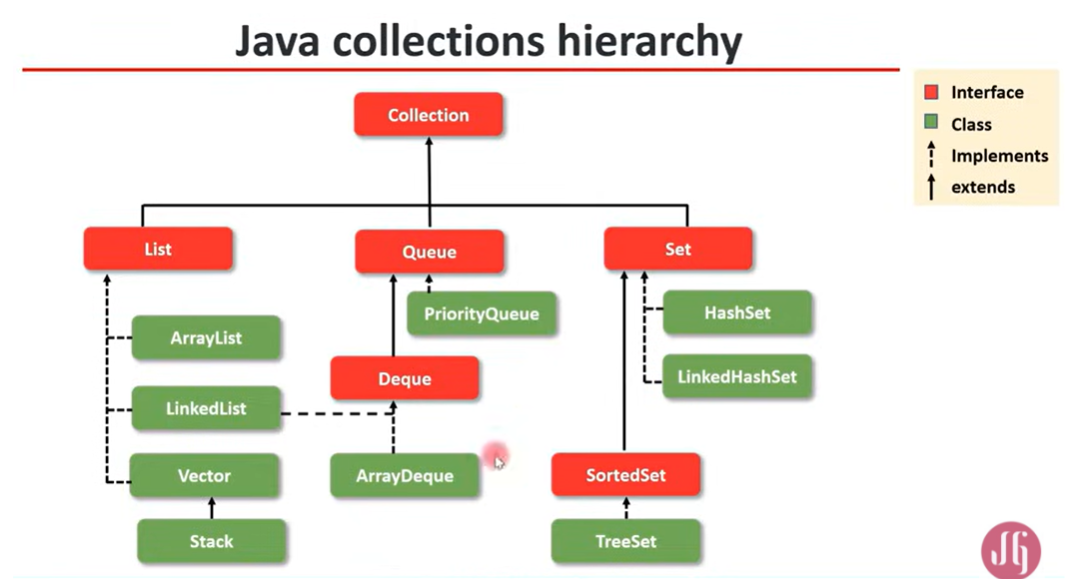 Java collections hierarchy
Interface
Class
Implements
extends
Collection
List
Queue
Set
PriorityQueue
HashSet
ArrayList
Deque
LinkedHashSet
LinkedList
Vector
ArrayDeque
SortedSet
Stack
TreeSet